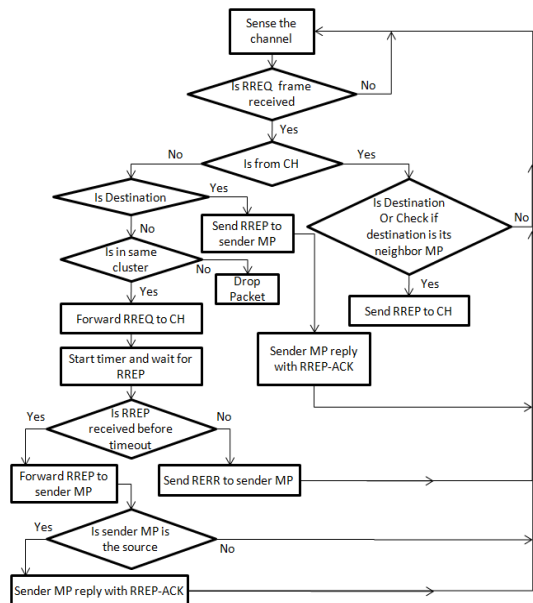 Sense the
channel
Is RREQ frame
received
No
Yes
Is from CH
No
Yes
Is Destination
Yes
Is Destination
Or Check if
destination is its
neighbor MP
No
Send RREP to
sender MP
No
Is in same
cluster
No
Drop
Packet
Yes
Yes
Send RREP to CH
Forward RREQ to CH
Start timer and wait for
RREP
Sender MP reply
with RREP-ACK
Is RREP
received before
timeout
Yes
No
Forward RREP to
sender MP
Send RERR to sender MP
Is sender MP is
the source
Yes
No
Sender MP reply with RREP-ACK